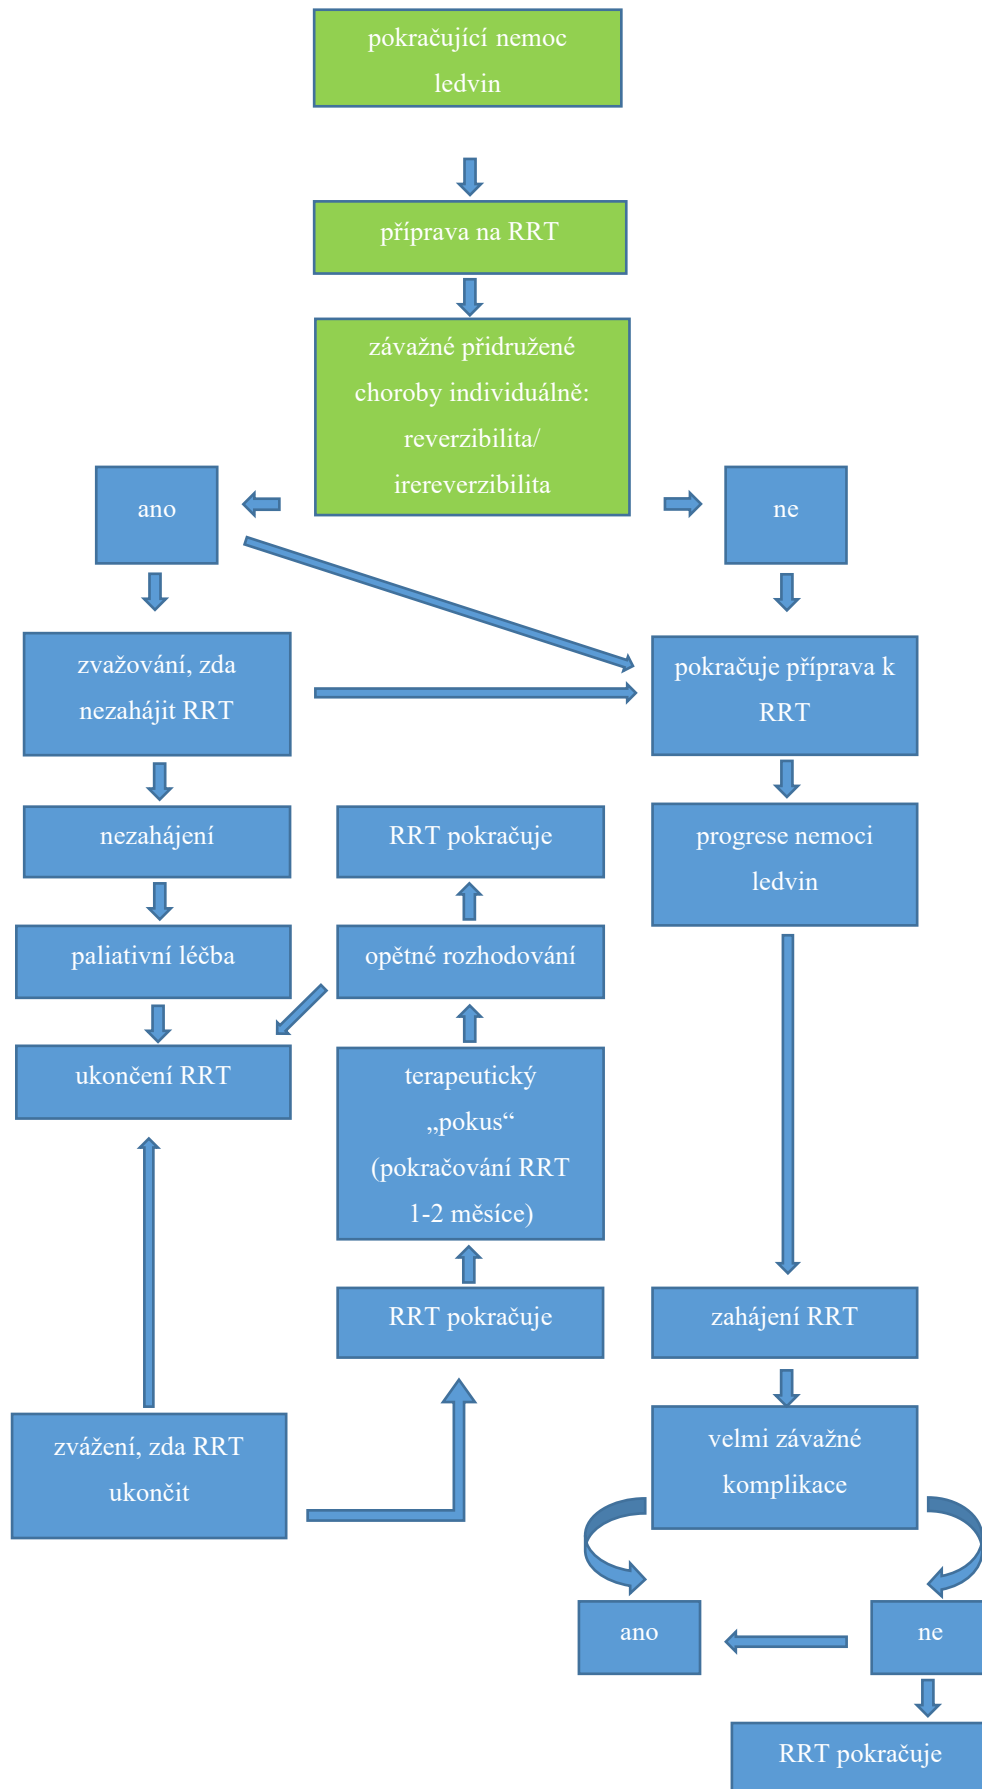 pokračující nemoc
ledvin
příprava na RRT
závažné přidružené
choroby individuálně:
reverzibilita/
irereverzibilita
ano
ne
zvažování, zda
nezahájit RRT
pokračuje příprava k
RRT
nezahájení
RRT pokračuje
progrese nemoci
ledvin
paliativní léčba
opětné rozhodování
ukončení RRT
terapeutický
„pokus“
(pokračování RRT
1-2 měsíce)
RRT pokračuje
zahájení RRT
zvážení, zda RRT
ukončit
velmi závažné
komplikace
ano
ne
RRT pokračuje